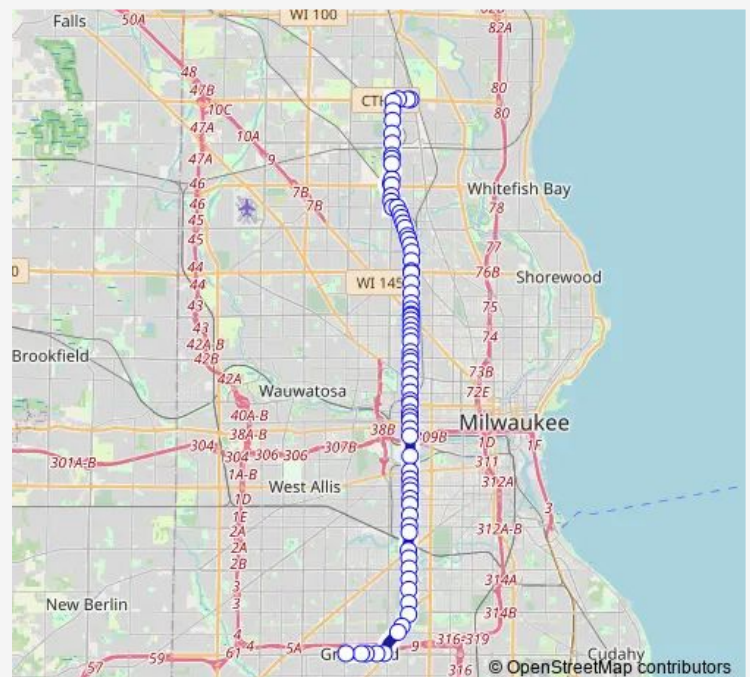 WI 100
Falls
50A
82A
48
47B
80
CTH
10C
80
47A
10A
9
47A
7B
46
Whitefish Bay
7B
46
78
45
77
45
44
76B
Shorewood
44
WI 145
43
75
43
74
42A-B
Brookfield
42B
42A
73B
Wauwatosa
72E
40A-B
Milwaukee
38A-B
38B
209B
304
307B
1D
1F
301A-B
304
306
306
311
1A-B
312A
1D
West Allis
3
1E
2A
312A-B
2A
2B
314A
3
New Berlin
3
314B
4
4
5A
9
316-319
61
59
Cudahy
57
316
© OpenStreetMap contributors